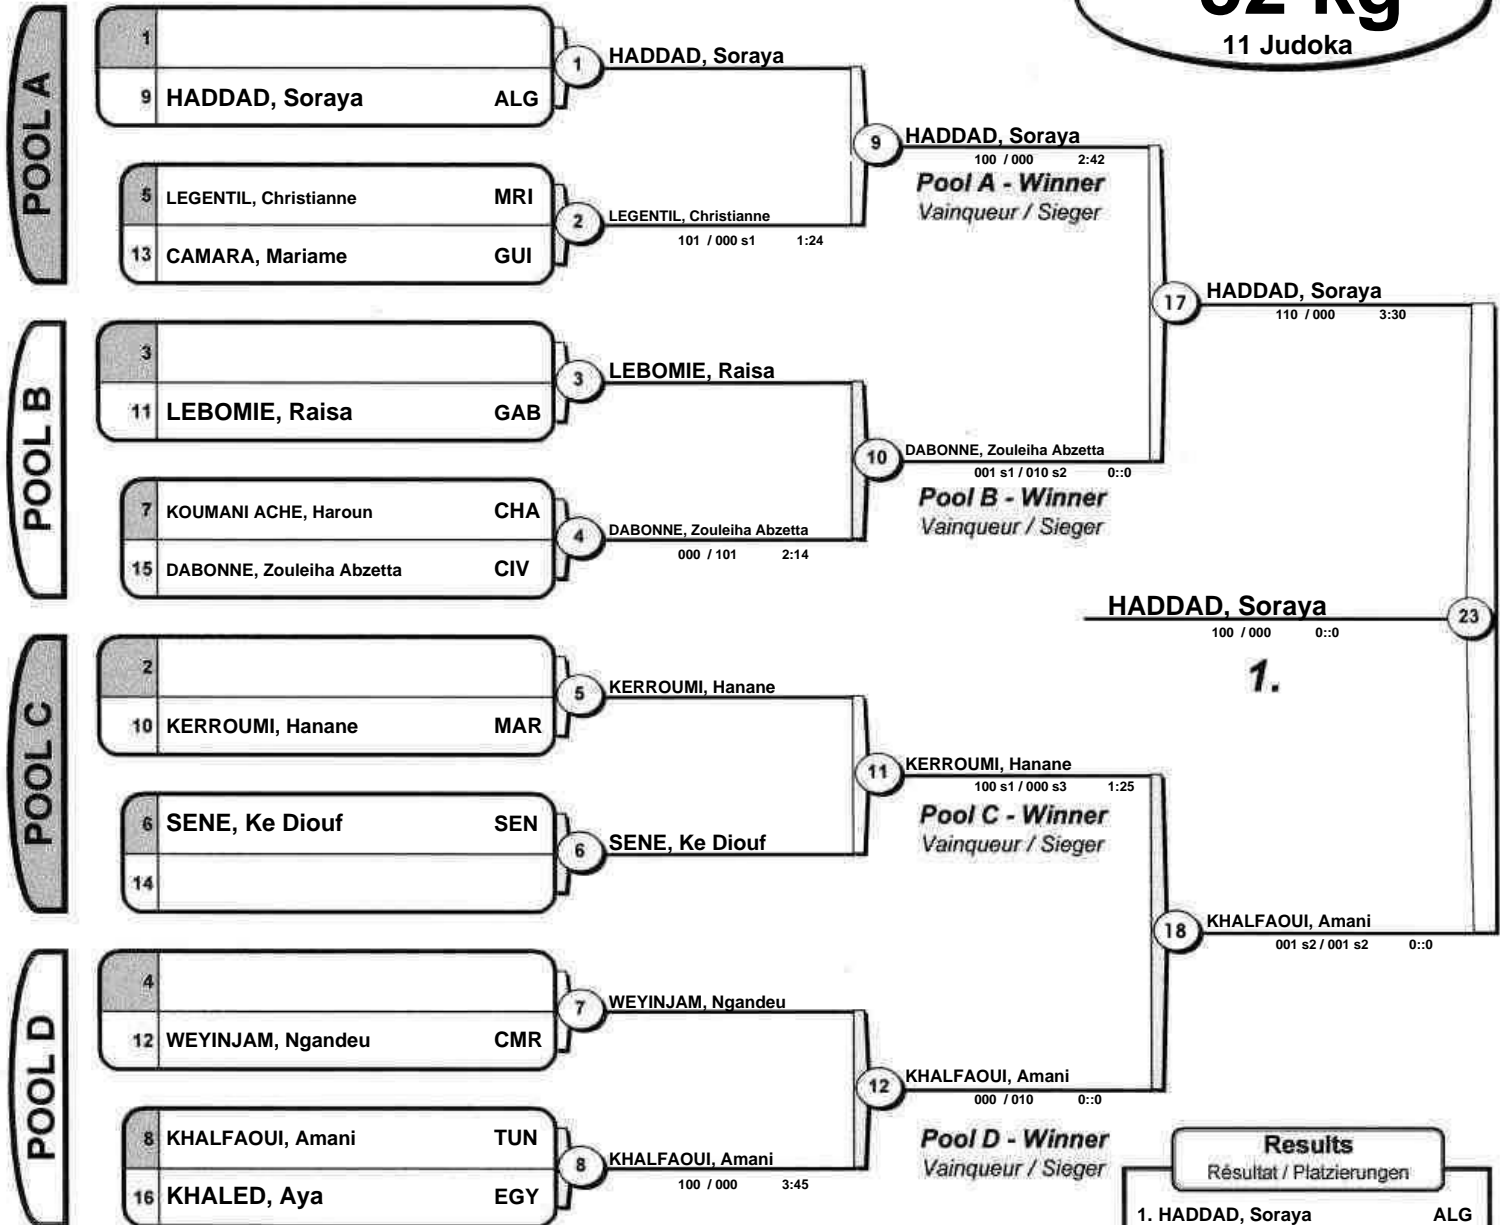 52 kg
11 Judoka
POOL A
1
9 HADDAD, Soraya ALG
1
HADDAD, Soraya
5 LEGENTIL, Christianne MRI
13 CAMARA, Mariame GUI
2
LEGENTIL, Christianne
101 / 000 s1 1:24
9
HADDAD, Soraya
100 / 000 2:42
Pool A - Winner
Vainqueur / Sieger
POOL B
3
11 LEBOMIE, Raisa GAB
3
LEBOMIE, Raisa
7 KOUMANI ACHE, Haroun CHA
15 DABONNE, Zouleiha Abzetta CIV
4
DABONNE, Zouleiha Abzetta
000 / 101 2:14
10
DABONNE, Zouleiha Abzetta
001 s1 / 010 s2 0::0
Pool B - Winner
Vainqueur / Sieger
17
HADDAD, Soraya
110 / 000 3:30
HADDAD, Soraya
100 / 000 0::0
23
1.
POOL C
2
10 KERROUMI, Hanane MAR
5
KERROUMI, Hanane
6 SENE, Ke Diouf SEN
14
6
SENE, Ke Diouf
11
KERROUMI, Hanane
100 s1 / 000 s3 1:25
Pool C - Winner
Vainqueur / Sieger
POOL D
4
12 WEYINJAM, Ngandeu CMR
7
WEYINJAM, Ngandeu
8 KHALFAOUI, Amani TUN
16 KHALED, Aya EGY
8
KHALFAOUI, Amani
100 / 000 3:45
12
KHALFAOUI, Amani
000 / 010 0::0
Pool D - Winner
Vainqueur / Sieger
18
KHALFAOUI, Amani
001 s2 / 001 s2 0::0
Results
Résultat / Platzierungen
1. HADDAD, Soraya ALG